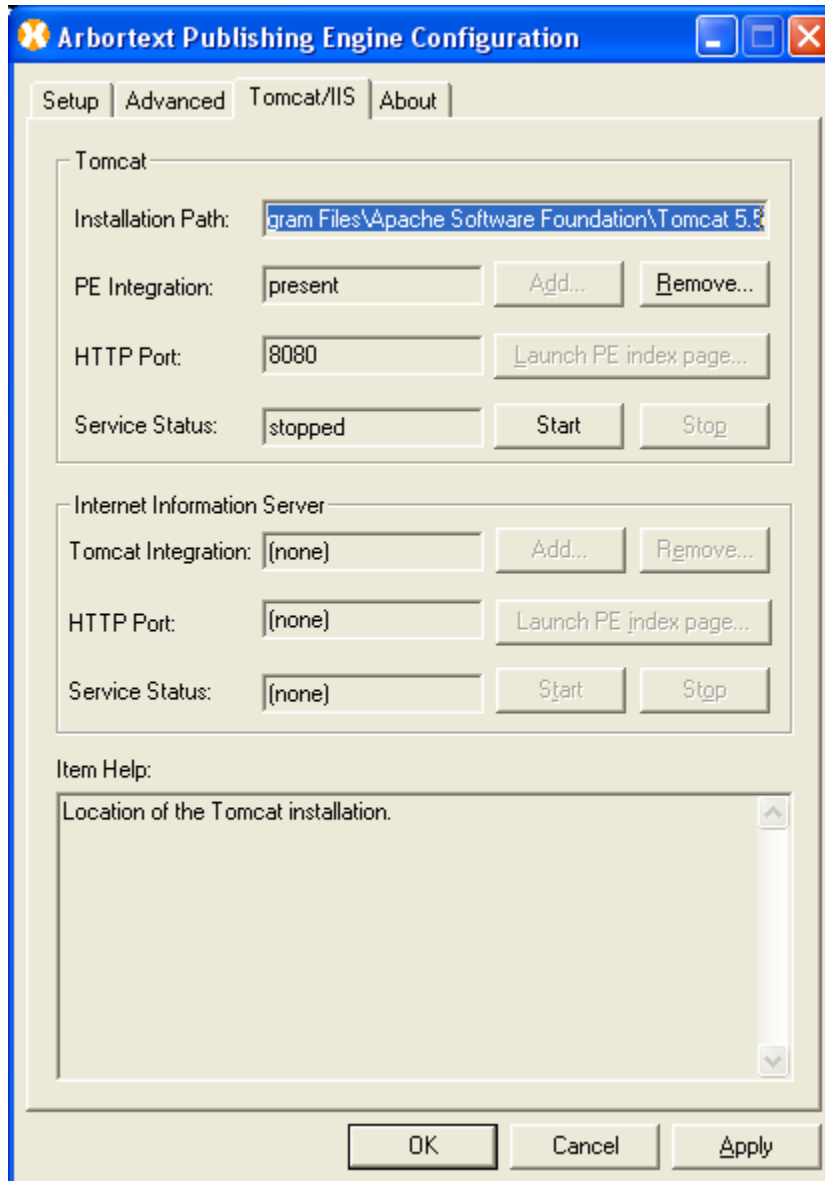 Arbortext Publishing Engine Configuration
Setup Advanced Tomcat/IIS About
Tomcat
Installation Path: gram Files\Apache Software Foundation\Tomcat 5.5
PE Integration: present Add... Remove...
HTTP Port: 8080 Launch PE index page...
Service Status: stopped Start Stop
Internet Information Server
Tomcat Integration: (none) Add... Remove...
HTTP Port: (none) Launch PE index page...
Service Status: (none) Start Stop
Item Help:
Location of the Tomcat installation.
OK Cancel Apply